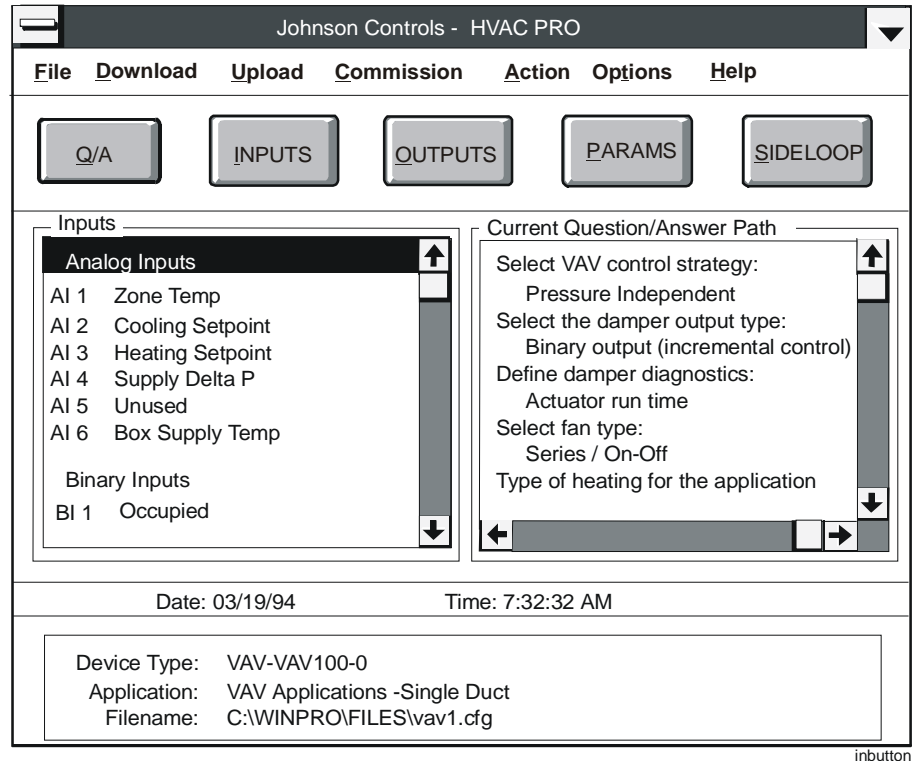 Johnson Controls - HVAC PRO
File Download Upload Commission Action Options Help
Q/A INPUTS OUTPUTS PARAMS SIDELOOP
Inputs
Analog Inputs
AI 1 Zone Temp
AI 2 Cooling Setpoint
AI 3 Heating Setpoint
AI 4 Supply Delta P
AI 5 Unused
AI 6 Box Supply Temp
Binary Inputs
BI 1 Occupied
Current Question/Answer Path
Select VAV control strategy:
Pressure Independent
Select the damper output type:
Binary output (incremental control)
Define damper diagnostics:
Actuator run time
Select fan type:
Series / On-Off
Type of heating for the application
Date: 03/19/94 Time: 7:32:32 AM
Device Type: VAV-VAV100-0
Application: VAV Applications -Single Duct
Filename: C:\WINPRO\FILES\vav1.cfg
inbutton